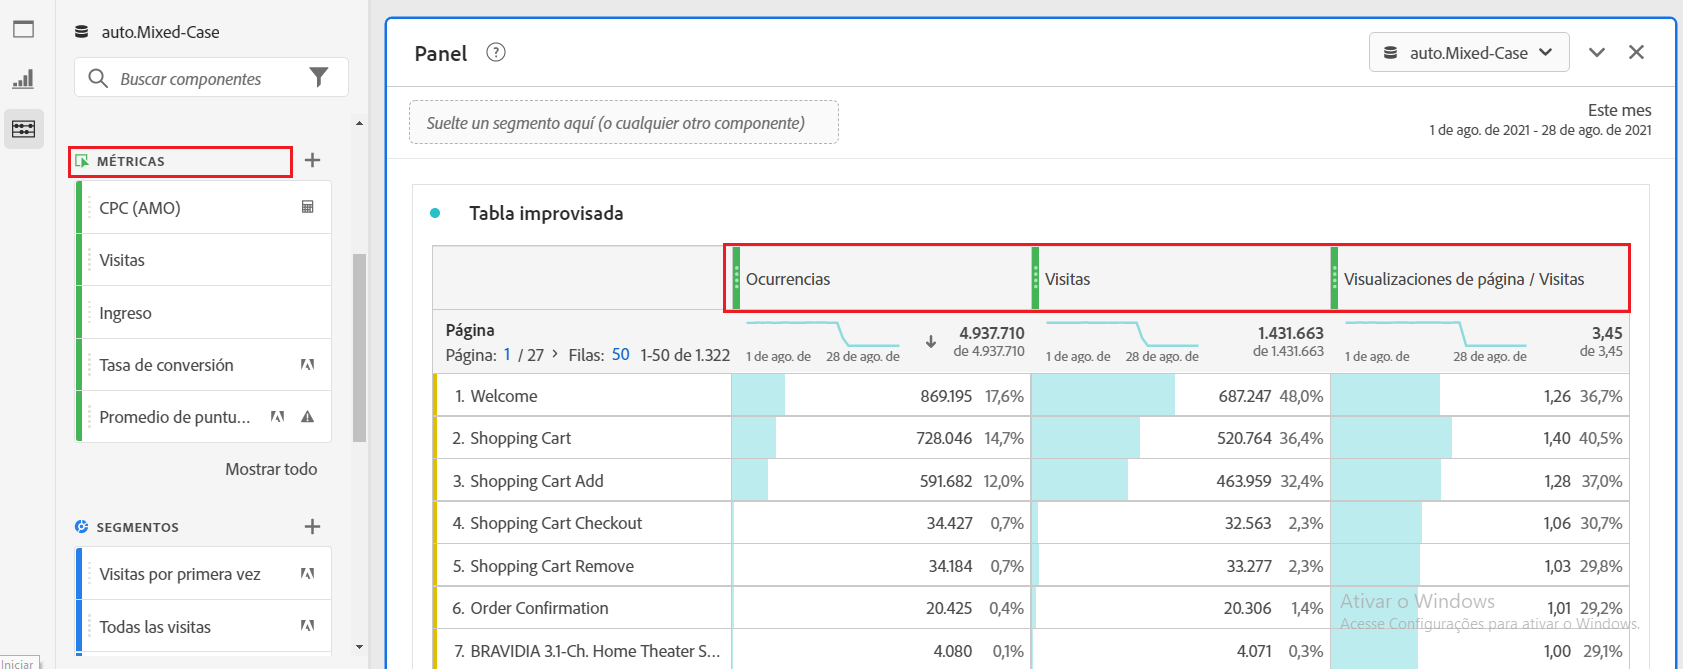 auto.Mixed-Case
Buscar componentes
MÉTRICAS
CPC (AMO)
Visitas
Ingreso
Tasa de conversión
Promedio de puntu...
Mostrar todo
SEGMENTOS
Visitas por primera vez
Todas las visitas
Iniciar
Panel ?
auto.Mixed-Case
Suelte un segmento aquí (o cualquier otro componente)
Este mes
1 de ago. de 2021 - 28 de ago. de 2021
Tabla improvisada
Ocurrencias Visitas Visualizaciones de página / Visitas
Página
Página: 1 / 27 > Filas: 50 1-50 de 1.322
1 de ago. de 28 de ago. de 4.937.710
de 4.937.710
1 de ago. de 28 de ago. de 1.431.663
de 1.431.663
1 de ago. de 28 de ago. de 3,45
de 3,45
1. Welcome 869.195 17,6% 687.247 48,0% 1,26 36,7%
2. Shopping Cart 728.046 14,7% 520.764 36,4% 1,40 40,5%
3. Shopping Cart Add 591.682 12,0% 463.959 32,4% 1,28 37,0%
4. Shopping Cart Checkout 34.427 0,7% 32.563 2,3% 1,06 30,7%
5. Shopping Cart Remove 34.184 0,7% 33.277 2,3% 1,03 29,8%
6. Order Confirmation 20.425 0,4% 20.306 1,4% 1,01 29,2%
7. BRAVIDIA 3.1-Ch. Home Theater S... 4.080 0,1% 4.071 0,3% 1,00 29,1%
Ativar o Windows
Acesse Configurações para ativar o Windows.